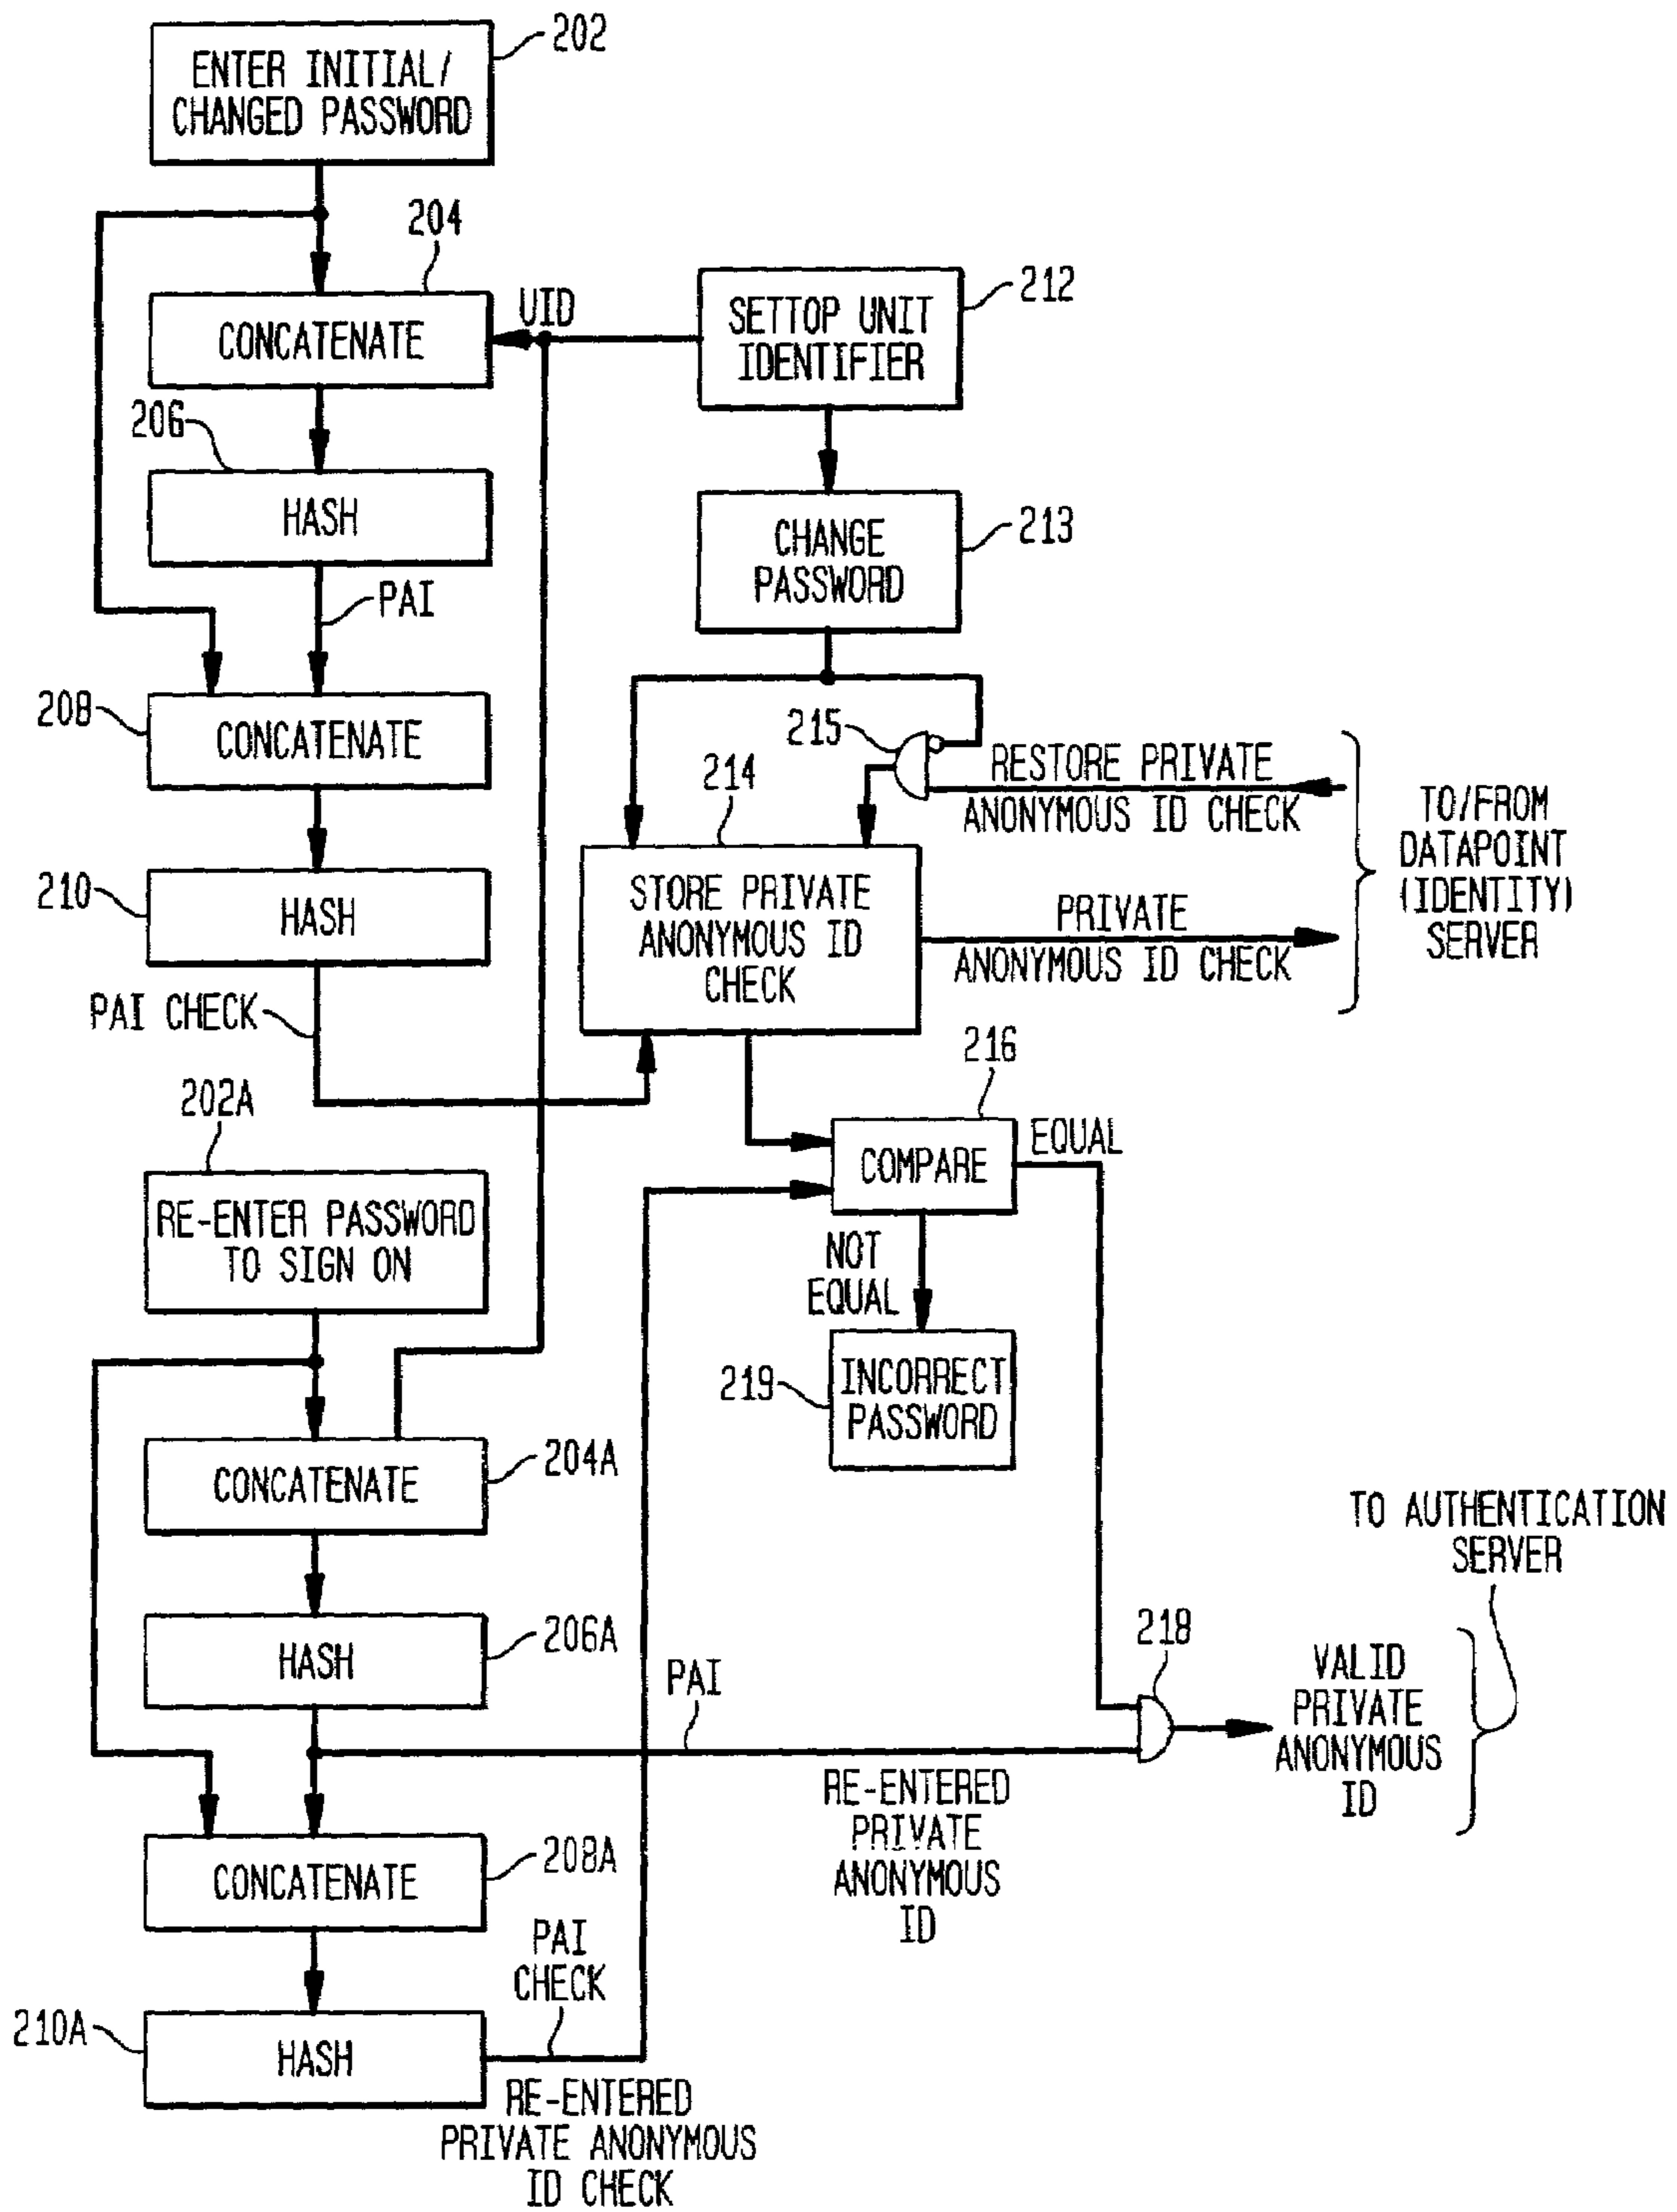 202
ENTER INITIAL/
CHANGED PASSWORD
204
CONCATENATE
UID
SETTOP UNIT
IDENTIFIER
212
206
HASH
CHANGE
PASSWORD
213
PAI
208
CONCATENATE
215
214
RESTORE PRIVATE
ANONYMOUS ID CHECK
TO/FROM
DATAPOINT
(IDENTITY)
SERVER
210
HASH
STORE PRIVATE
ANONYMOUS ID
CHECK
PRIVATE
ANONYMOUS ID CHECK
PAI CHECK
216
202A
COMPARE
EQUAL
RE-ENTER PASSWORD
TO SIGN ON
NOT
EQUAL
219
INCORRECT
PASSWORD
CONCATENATE
204A
TO AUTHENTICATION
SERVER
HASH
206A
PAI
218
VALID
PRIVATE
ANONYMOUS
ID
RE-ENTERED
PRIVATE
ANONYMOUS
ID
CONCATENATE
208A
PAI
CHECK
210A
HASH
RE-ENTERED
PRIVATE ANONYMOUS
ID CHECK